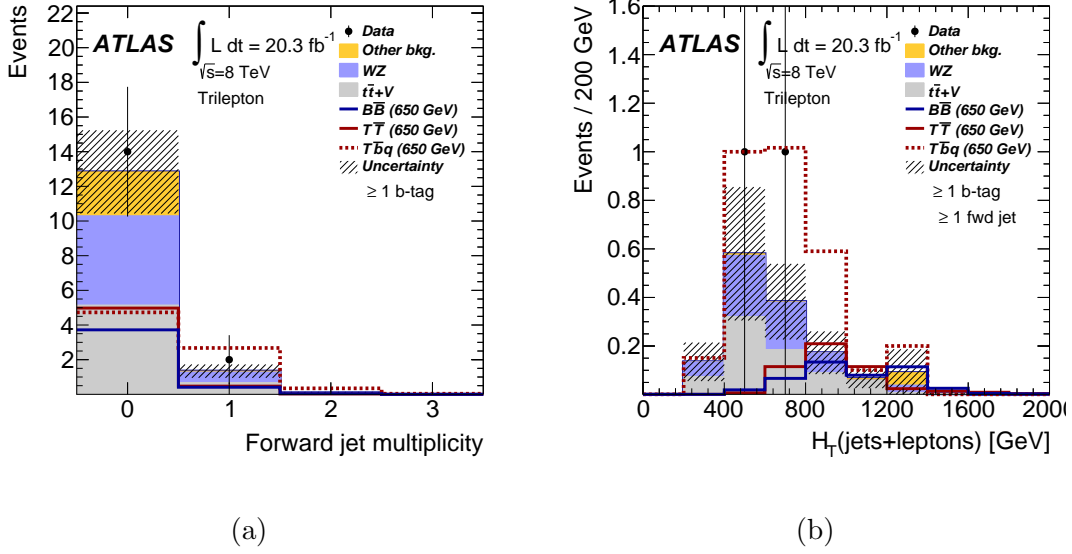 Events
22
20
18
16
14
12
10
8
6
4
2
0 1 2 3
Forward jet multiplicity
ATLAS
∫ L dt = 20.3 fb⁻¹
√s=8 TeV
Trilepton
Data
Other bkg.
WZ
tt̅+V
BB̅ (650 GeV)
TT̅ (650 GeV)
Tb̅q (650 GeV)
Uncertainty
≥ 1 b-tag
(a)
Events / 200 GeV
1.6
1.4
1.2
1
0.8
0.6
0.4
0.2
0 400 800 1200 1600 2000
H_T(jets+leptons) [GeV]
ATLAS
∫ L dt = 20.3 fb⁻¹
√s=8 TeV
Trilepton
Data
Other bkg.
WZ
tt̅+V
BB̅ (650 GeV)
TT̅ (650 GeV)
Tb̅q (650 GeV)
Uncertainty
≥ 1 b-tag
≥ 1 fwd jet
(b)